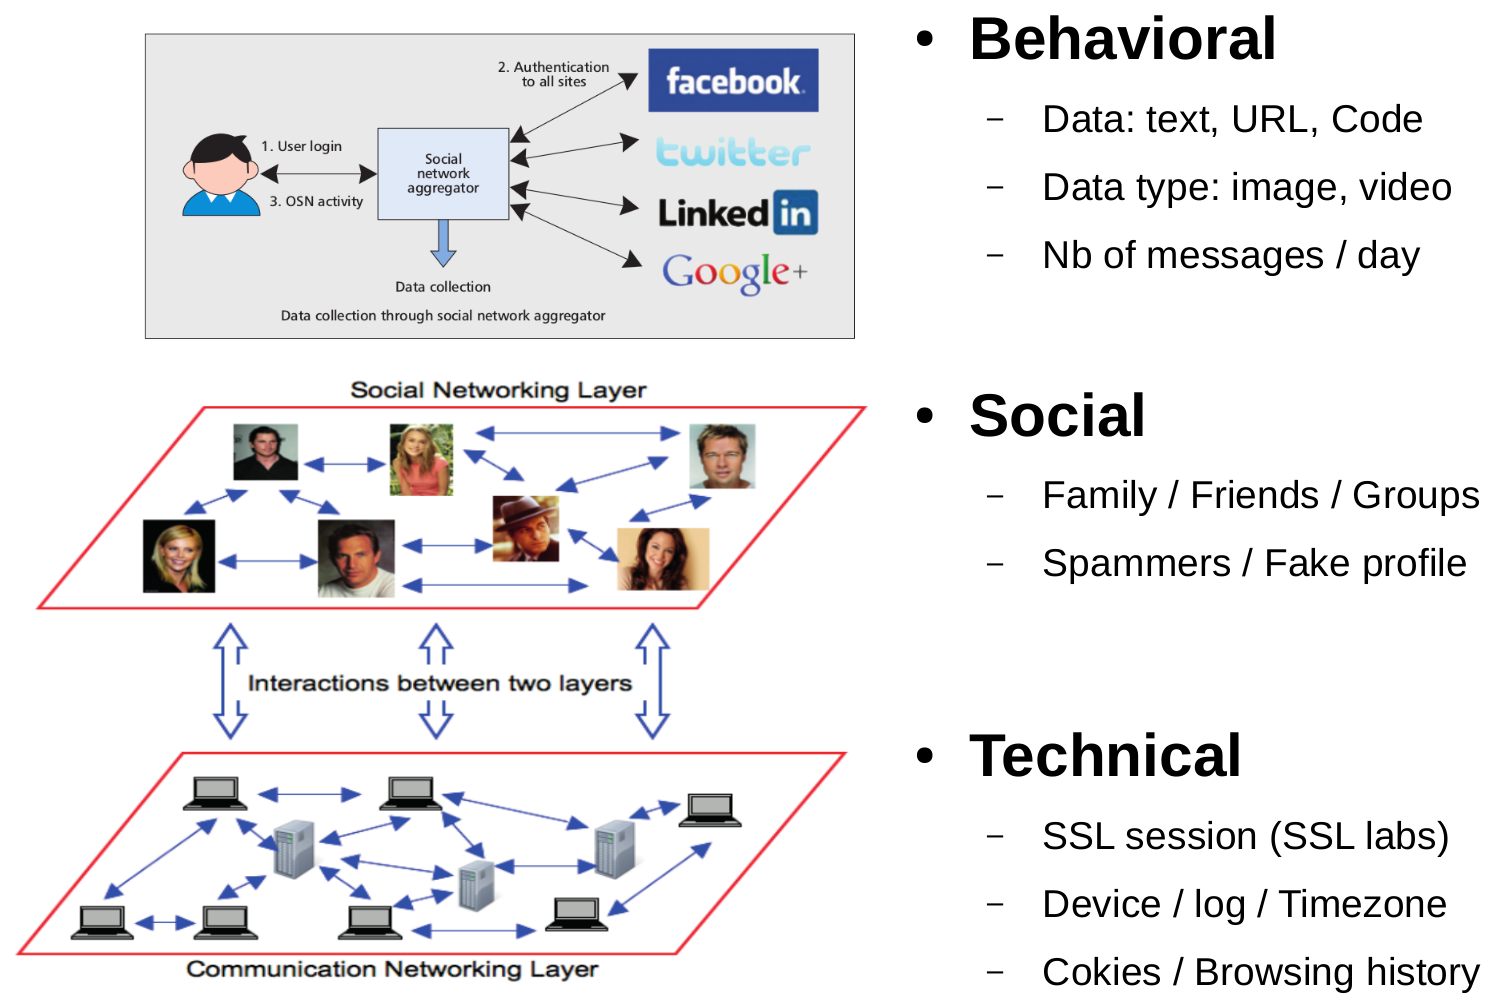 2. Authentication
to all sites
facebook.
1. User login
Social
network
aggregator
twitter
3. OSN activity
Linked in
Google+
Data collection
Data collection through social network aggregator
Social Networking Layer
Interactions between two layers
Communication Networking Layer
• Behavioral
– Data: text, URL, Code
– Data type: image, video
– Nb of messages / day
• Social
– Family / Friends / Groups
– Spammers / Fake profile
• Technical
– SSL session (SSL labs)
– Device / log / Timezone
– Cokies / Browsing history